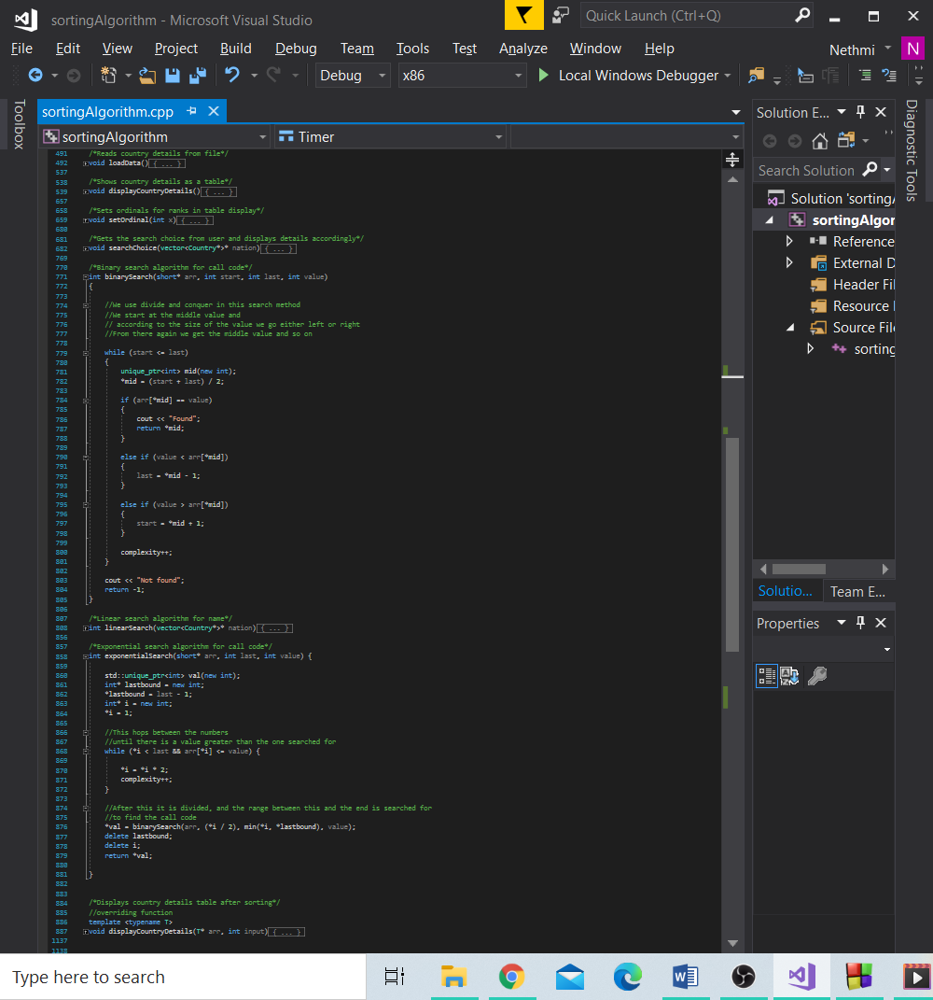 sortingAlgorithm - Microsoft Visual Studio
Quick Launch (Ctrl+Q)
File Edit View Project Build Debug Team Tools Test Analyze Window Help
Nethmi N
Debug x86 Local Windows Debugger
Toolbox
sortingAlgorithm.cpp
sortingAlgorithm Timer
491 /*Reads country details from file*/
492 void loadData(){ ... }
537
538 /*Shows country details as a table*/
539 void displayCountryDetails(){ ... }
657
658 /*Sets ordinals for ranks in table display*/
659 void setOrdinal(int x){ ... }
680
681 /*Gets the search choice from user and displays details accordingly*/
682 void searchChoice(vector<Country*>* nation){ ... }
769
770 /*Binary search algorithm for call code*/
771 int binarySearch(short* arr, int start, int last, int value)
772 {
773
774 //We use divide and conquer in this search method
775 //We start at the middle value and
776 // according to the size of the value we go either left or right
777 //From there again we get the middle value and so on
778
779 while (start <= last)
780 {
781 unique_ptr<int> mid(new int);
782 *mid = (start + last) / 2;
783
784 if (arr[*mid] == value)
785 {
786 cout << "Found";
787 return *mid;
788 }
789
790 else if (value < arr[*mid])
791 {
792 last = *mid - 1;
793 }
794
795 else if (value > arr[*mid])
796 {
797 start = *mid + 1;
798 }
799
800 complexity++;
801 }
802
803 cout << "Not found";
804 return -1;
805 }
806
807 /*Linear search algorithm for name*/
808 int linearSearch(vector<Country*>* nation){ ... }
856
857 /*Exponential search algorithm for call code*/
858 int exponentialSearch(short* arr, int last, int value) {
859
860 std::unique_ptr<int> val(new int);
861 int* lastbound = new int;
862 *lastbound = last - 1;
863 int* i = new int;
864 *i = 1;
865
866 //This hops between the numbers
867 //until there is a value greater than the one searched for
868 while (*i < last && arr[*i] <= value) {
869
870 *i = *i * 2;
871 complexity++;
872 }
873
874 //After this it is divided, and the range between this and the end is searched for
875 //to find the call code
876 *val = binarySearch(arr, (*i / 2), min(*i, *lastbound), value);
877 delete lastbound;
878 delete i;
879 return *val;
880
881 }
882
883
884 /*Displays country details table after sorting*/
885 //overriding function
886 template <typename T>
887 void displayCountryDetails(T* arr, int input){ ... }
1137
1138
Solution E...
Search Solution
Solution 'sorting
sortingAlgor
Reference
External D
Header Fil
Resource
Source File
sorting
Solutio... Team E...
Properties
Diagnostic Tools
Type here to search